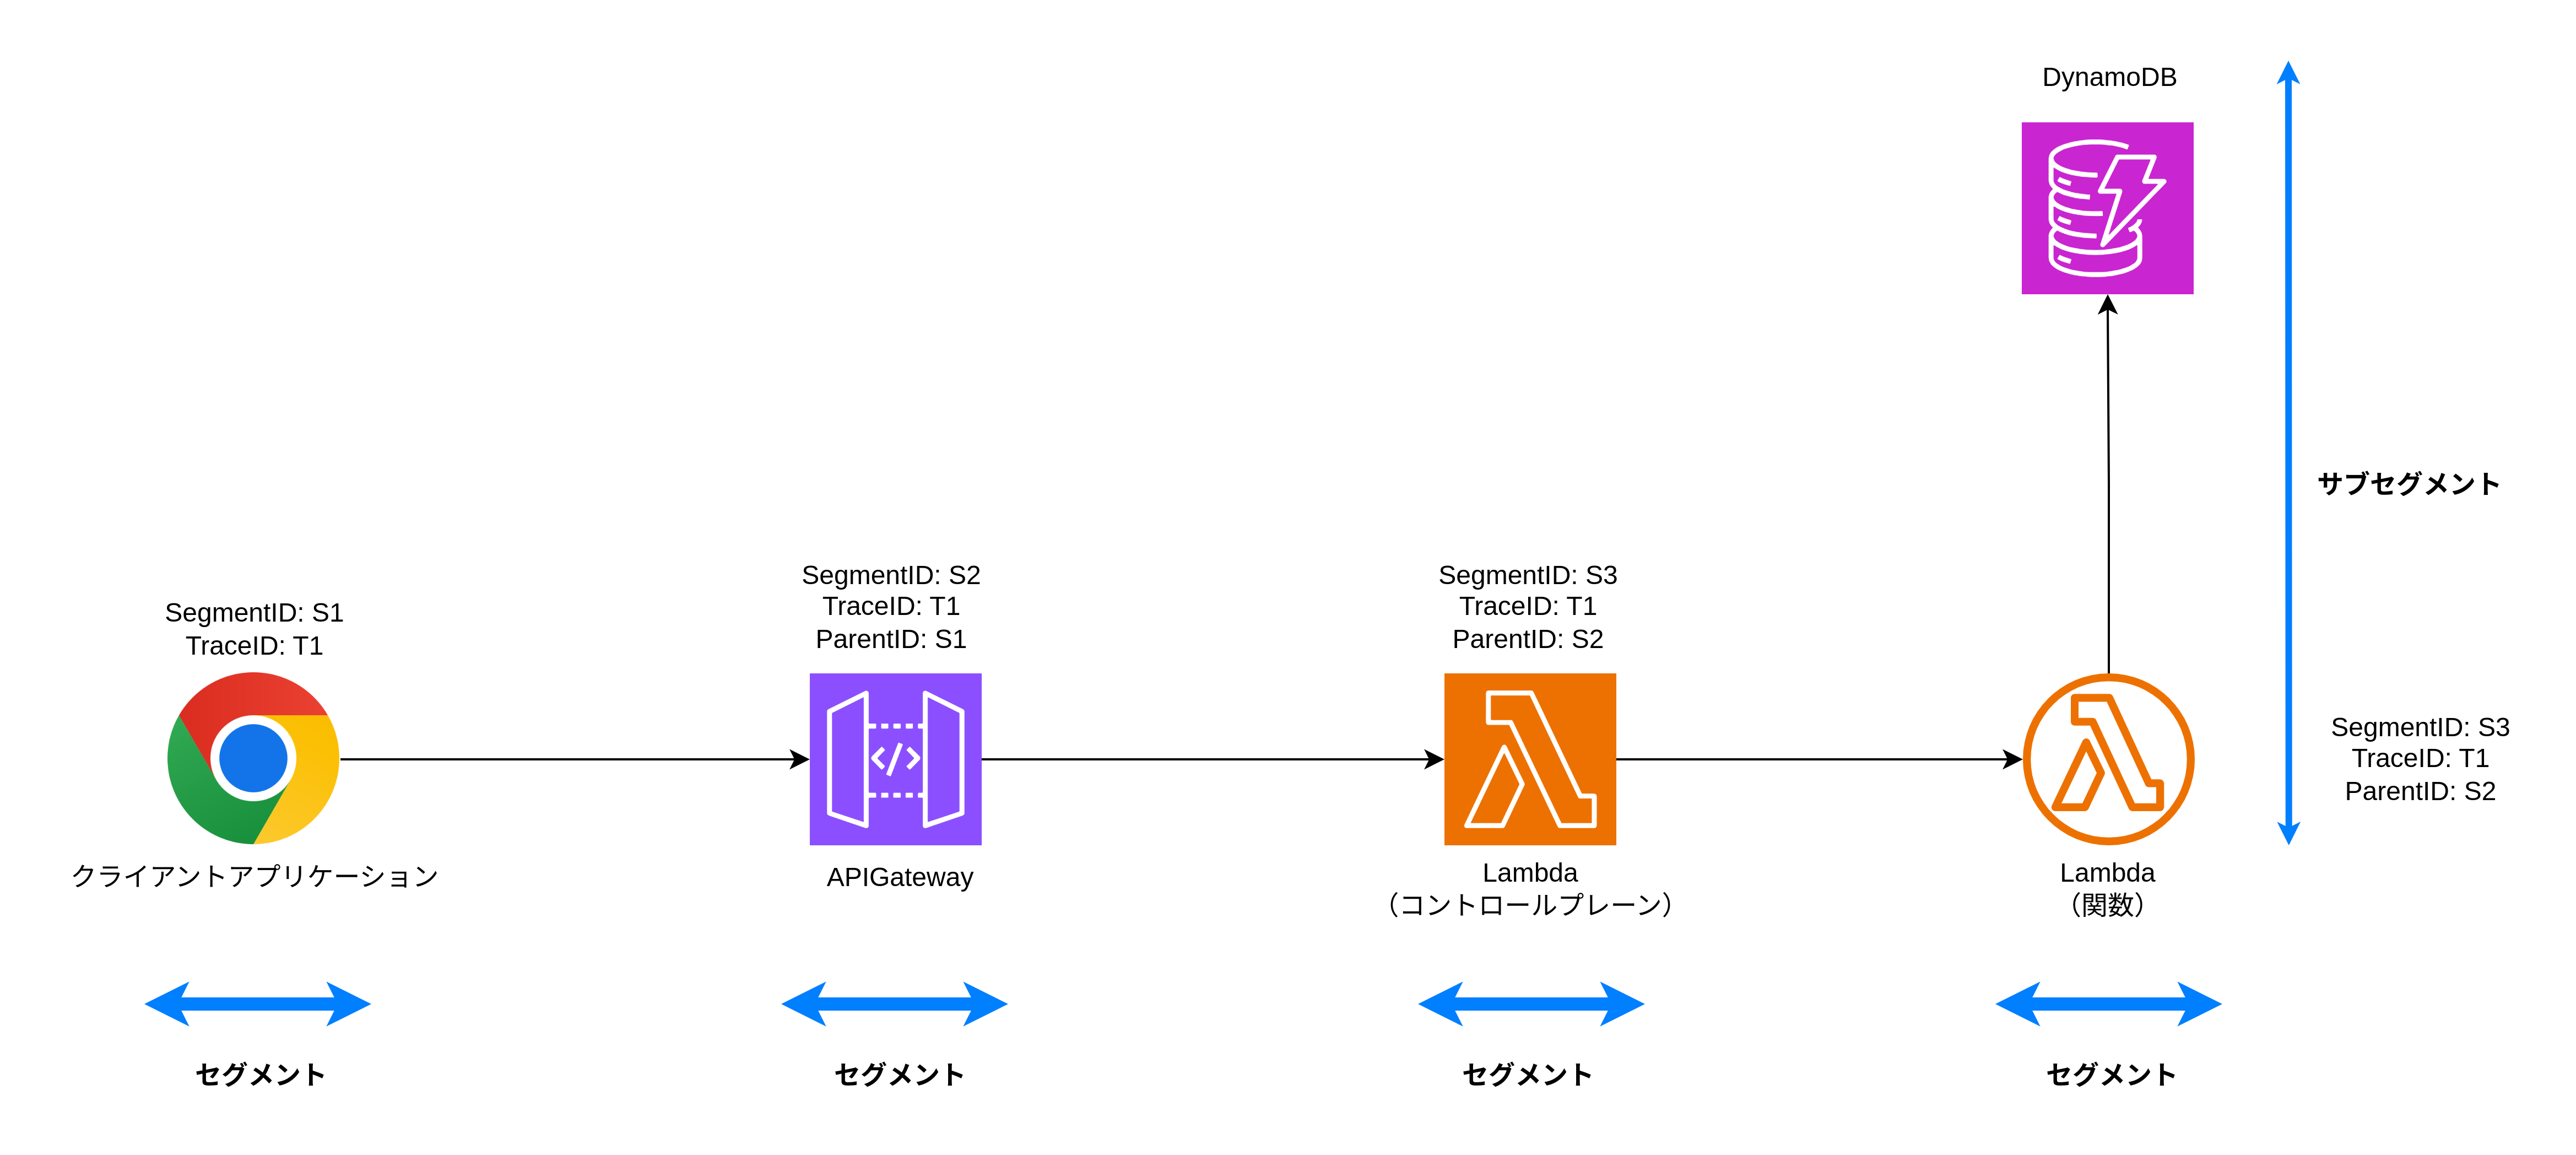 DynamoDB
サブセグメント
SegmentID: S1
TraceID: T1
クライアントアプリケーション
SegmentID: S2
TraceID: T1
ParentID: S1
APIGateway
SegmentID: S3
TraceID: T1
ParentID: S2
Lambda
（コントロールプレーン）
Lambda
（関数）
SegmentID: S3
TraceID: T1
ParentID: S2
セグメント
セグメント
セグメント
セグメント